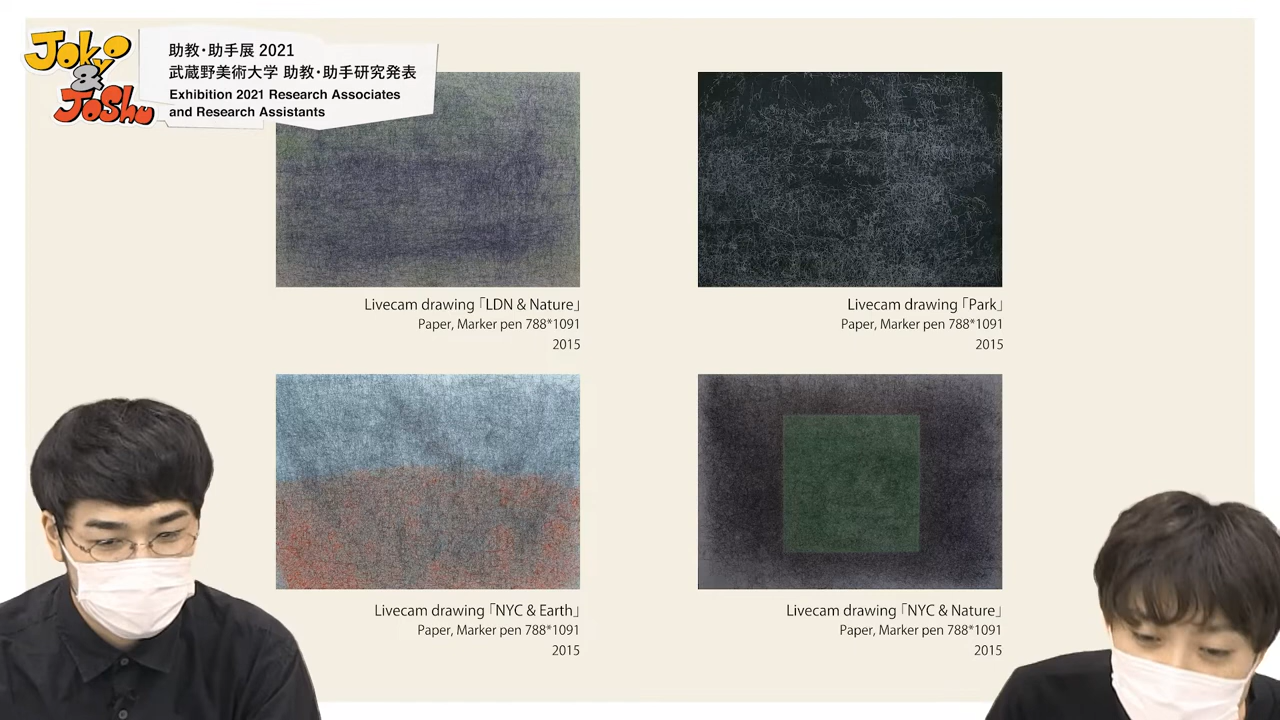 Jokyo
&
Joshu
助教・助手展 2021
武蔵野美術大学 助教・助手研究発表
Exhibition 2021 Research Associates
and Research Assistants
Livecam drawing「LDN & Nature」
Paper, Marker pen 788*1091
2015
Livecam drawing「Park」
Paper, Marker pen 788*1091
2015
Livecam drawing「NYC & Earth」
Paper, Marker pen 788*1091
2015
Livecam drawing「NYC & Nature」
Paper, Marker pen 788*1091
2015